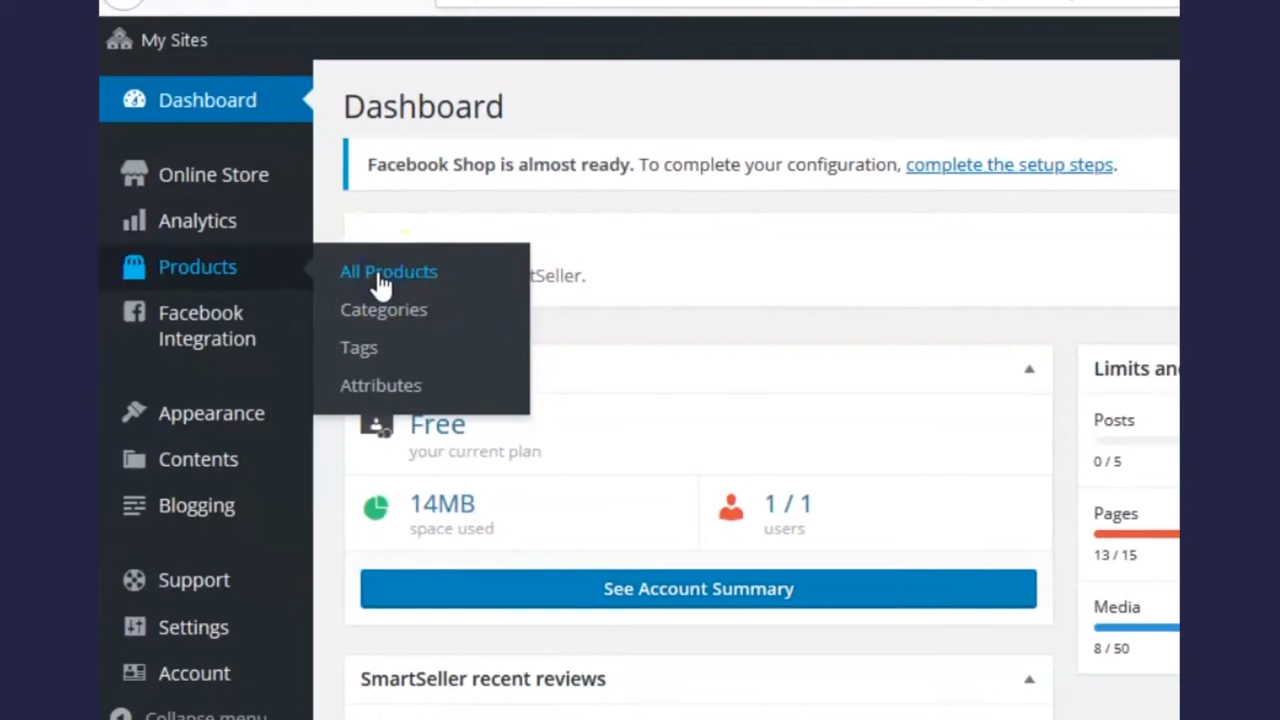 My Sites
Dashboard
Online Store
Analytics
Products
Facebook
Integration
Appearance
Contents
Blogging
Support
Settings
Account
Collapse menu
All Products
Categories
Tags
Attributes
Dashboard
Facebook Shop is almost ready. To complete your configuration, complete the setup steps.
tSeller.
Free
your current plan
14MB
space used
1 / 1
users
See Account Summary
SmartSeller recent reviews
Limits an
Posts
0 / 5
Pages
13 / 15
Media
8 / 50